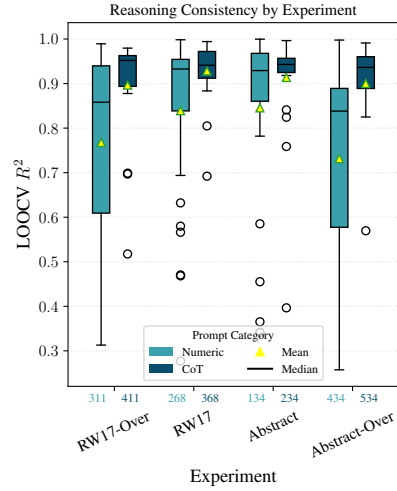 Reasoning Consistency by Experiment
1.0
0.9
0.8
0.7
0.6
0.5
0.4
0.3
LOOCV R²
Prompt Category
Numeric
CoT
Mean
Median
311 411 268 368 134 234 434 534
RW17-Over RW17 Abstract Abstract-Over
Experiment